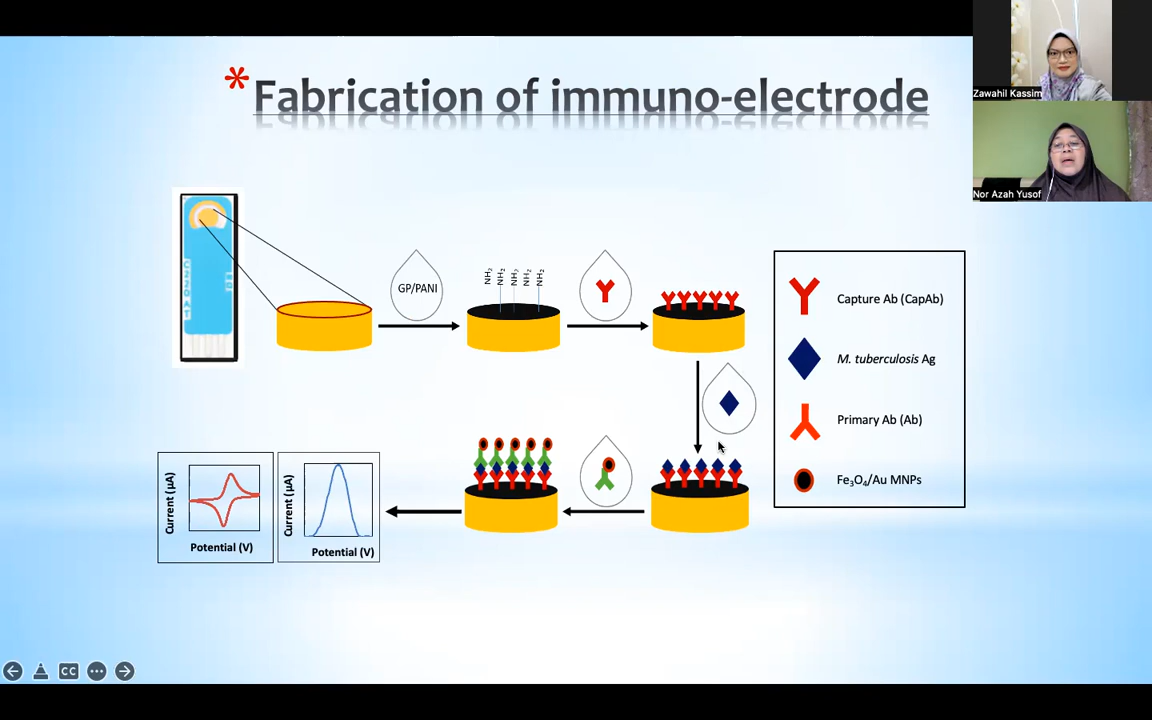 Zawahil Kassim
Nor Azah Yusof
* Fabrication of immuno-electrode
C220AT
GP/PANI
NH2
NH2
NH2
NH2
NH2
Capture Ab (CapAb)
M. tuberculosis Ag
Primary Ab (Ab)
Fe3O4/Au MNPs
Current (μA)
Potential (V)
Current (μA)
Potential (V)
CC